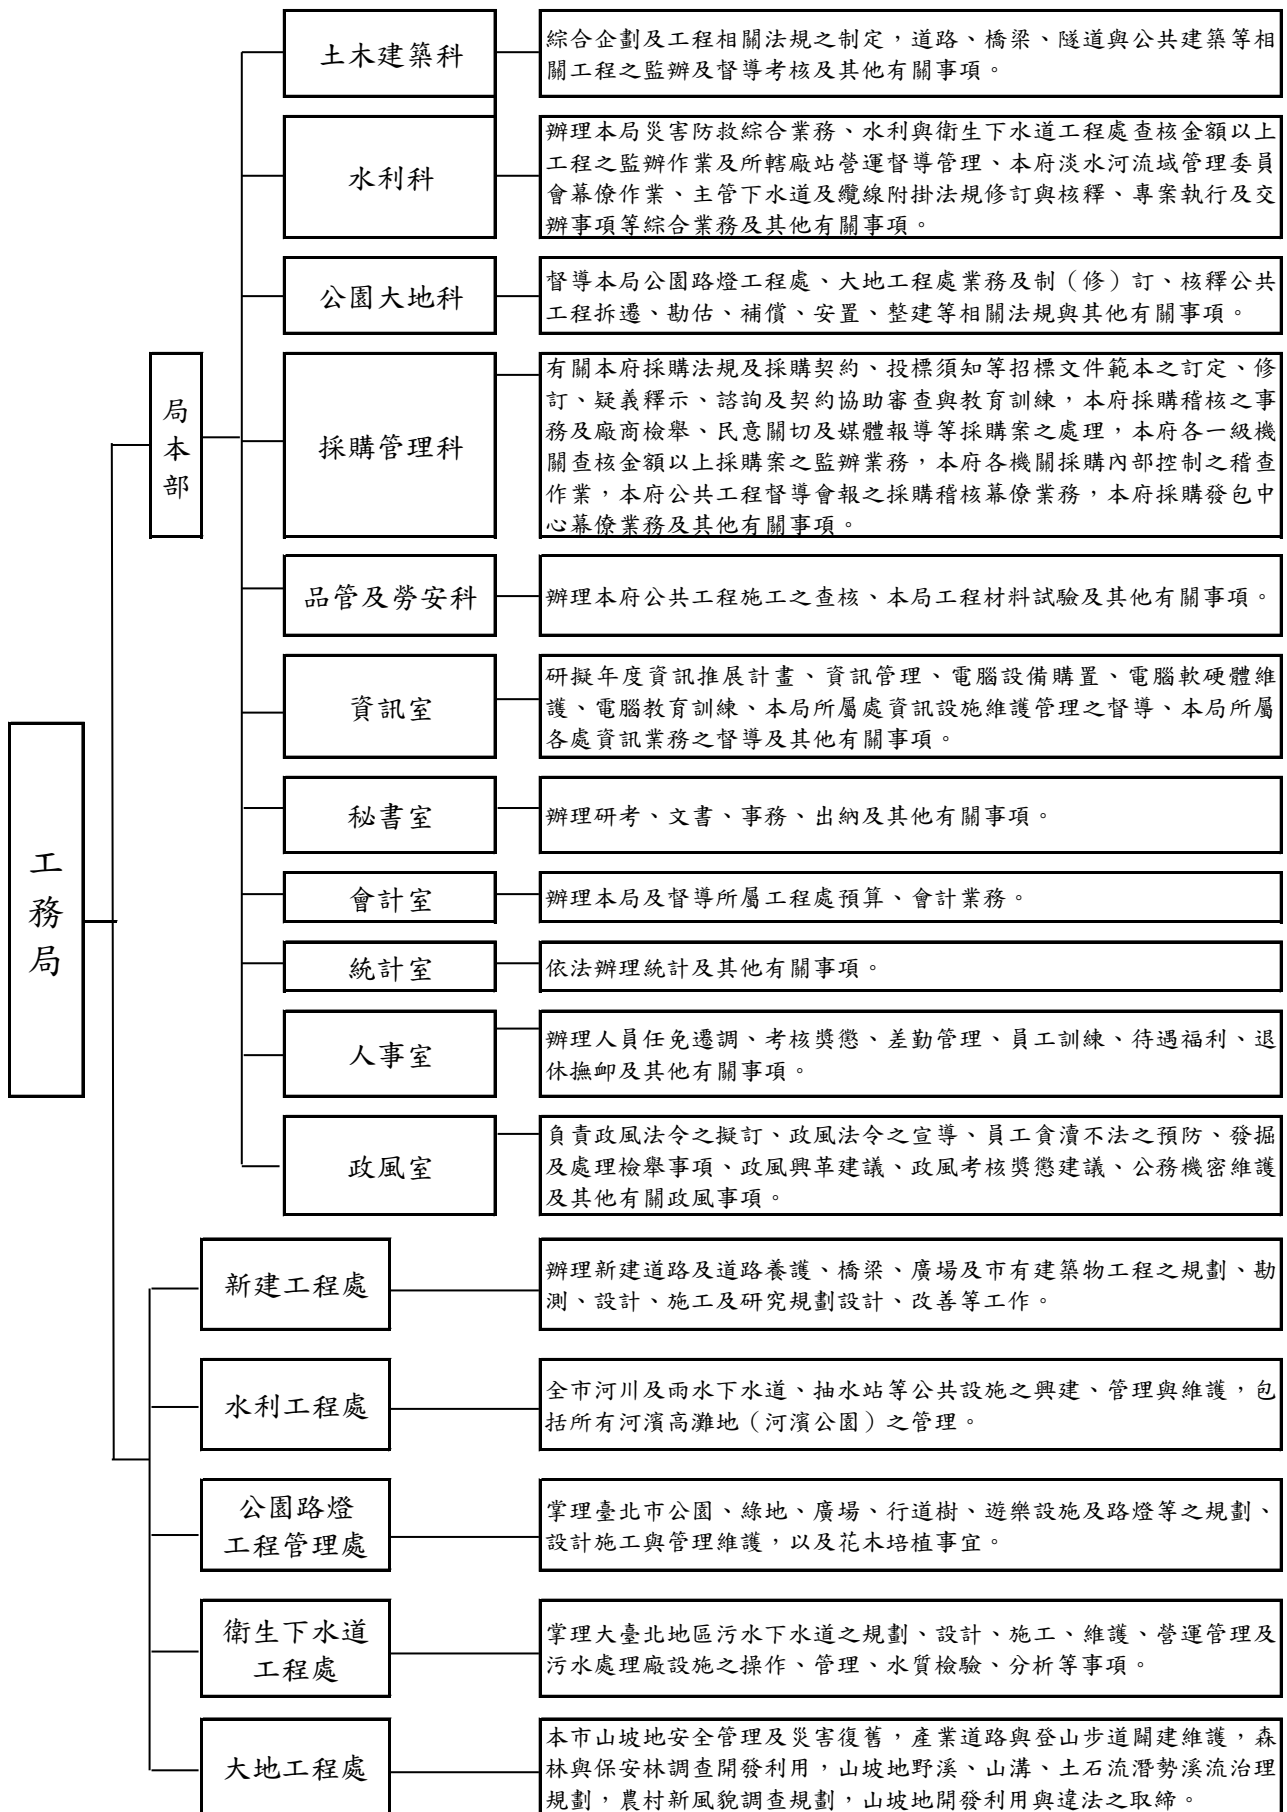 工務局
局本部
土木建築科
綜合企劃及工程相關法規之制定，道路、橋梁、隧道與公共建築等相
關工程之監辦及督導考核及其他有關事項。
水利科
辦理本局災害防救綜合業務、水利與衛生下水道工程處查核金額以上
工程之監辦作業及所轄廠站營運督導管理、本府淡水河流域管理委員
會幕僚作業、主管下水道及纜線附掛法規修訂與核釋、專案執行及交
辦事項等綜合業務及其他有關事項。
公園大地科
督導本局公園路燈工程處、大地工程處業務及制（修）訂、核釋公共
工程拆遷、勘估、補償、安置、整建等相關法規與其他有關事項。
採購管理科
有關本府採購法規及採購契約、投標須知等招標文件範本之訂定、修
訂、疑義釋示、諮詢及契約協助審查與教育訓練，本府採購稽核之事
務及廠商檢舉、民意關切及媒體報導等採購案之處理，本府各一級機
關查核金額以上採購案之監辦業務，本府各機關採購內部控制之稽查
作業，本府公共工程督導會報之採購稽核幕僚業務，本府採購發包中
心幕僚業務及其他有關事項。
品管及勞安科
辦理本府公共工程施工之查核、本局工程材料試驗及其他有關事項。
資訊室
研擬年度資訊推展計畫、資訊管理、電腦設備購置、電腦軟硬體維
護、電腦教育訓練、本局所屬處資訊設施維護管理之督導、本局所屬
各處資訊業務之督導及其他有關事項。
秘書室
辦理研考、文書、事務、出納及其他有關事項。
會計室
辦理本局及督導所屬工程處預算、會計業務。
統計室
依法辦理統計及其他有關事項。
人事室
辦理人員任免遷調、考核獎懲、差勤管理、員工訓練、待遇福利、退
休撫卹及其他有關事項。
政風室
負責政風法令之擬訂、政風法令之宣導、員工貪瀆不法之預防、發掘
及處理檢舉事項、政風興革建議、政風考核獎懲建議、公務機密維護
及其他有關政風事項。
新建工程處
辦理新建道路及道路養護、橋梁、廣場及市有建築物工程之規劃、勘
測、設計、施工及研究規劃設計、改善等工作。
水利工程處
全市河川及雨水下水道、抽水站等公共設施之興建、管理與維護，包
括所有河濱高灘地（河濱公園）之管理。
公園路燈
工程管理處
掌理臺北市公園、綠地、廣場、行道樹、遊樂設施及路燈等之規劃、
設計施工與管理維護，以及花木培植事宜。
衛生下水道
工程處
掌理大臺北地區污水下水道之規劃、設計、施工、維護、營運管理及
污水處理廠設施之操作、管理、水質檢驗、分析等事項。
大地工程處
本市山坡地安全管理及災害復舊，產業道路與登山步道闢建維護，森
林與保安林調查開發利用，山坡地野溪、山溝、土石流潛勢溪流治理
規劃，農村新風貌調查規劃，山坡地開發利用與違法之取締。